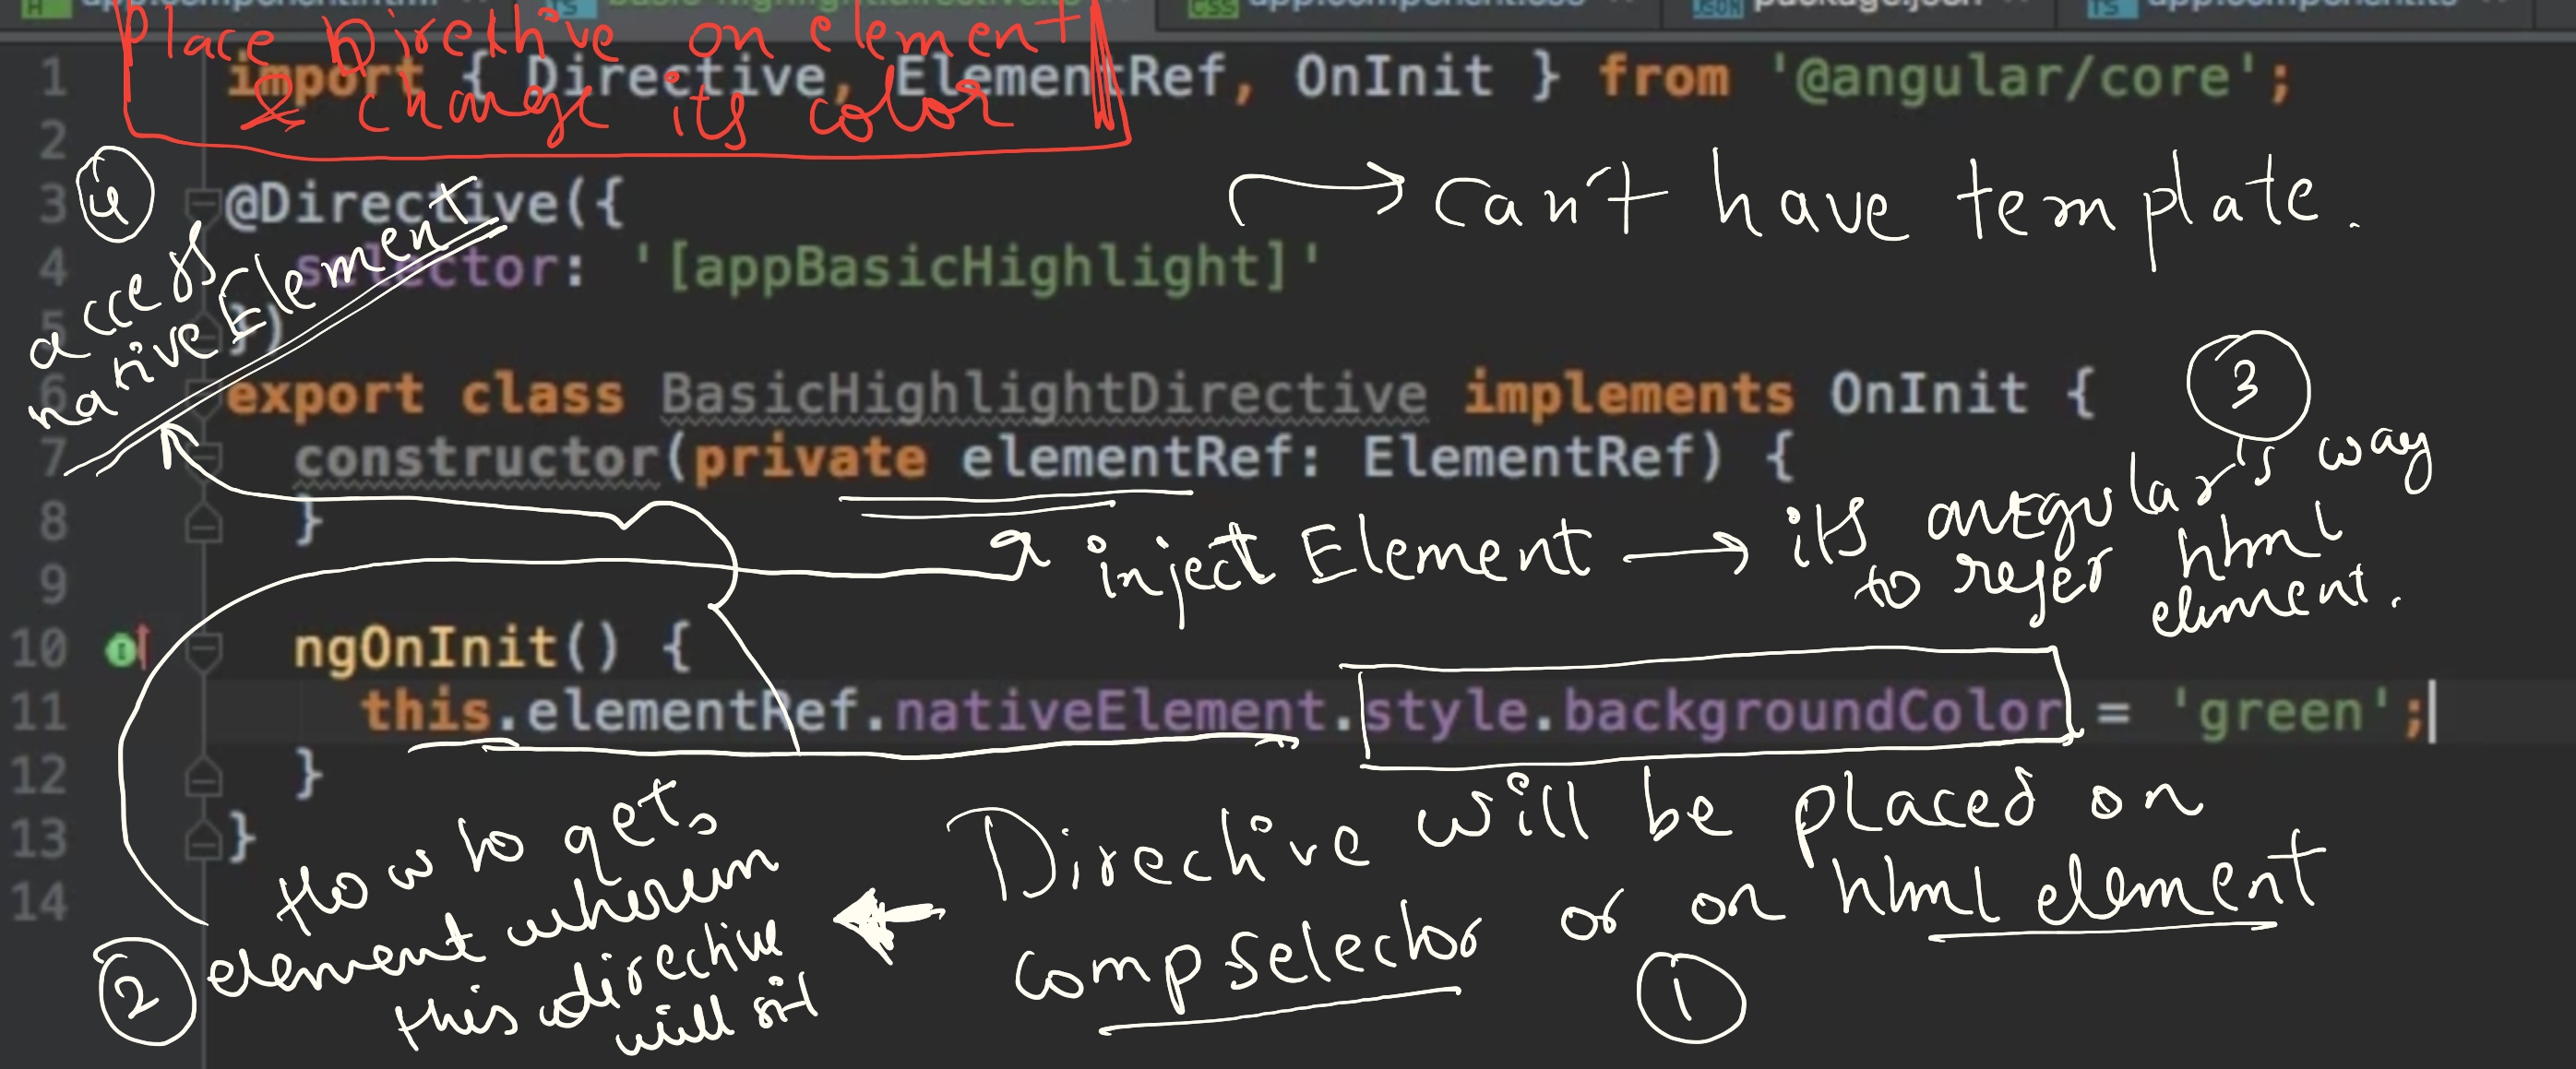 app.component.html
basic-highlight.directive.ts
app.component.css
package.json
app.component.ts
Place Directive on element
& change its color
1 import { Directive, ElementRef, OnInit } from '@angular/core';
2
can't have template.
3 @Directive({
4 selector: '[appBasicHighlight]'
5 })
4
access
nativeElement
6 export class BasicHighlightDirective implements OnInit {
7 constructor(private elementRef: ElementRef) {
8 }
3
inject Element → its angular's way
to refer html
element.
9
10 ngOnInit() {
11 this.elementRef.nativeElement.style.backgroundColor = 'green';
12 }
13 }
14
Directive will be placed on
comp selector or on html element
1
How to get
2 element wherein
this directive
will sit